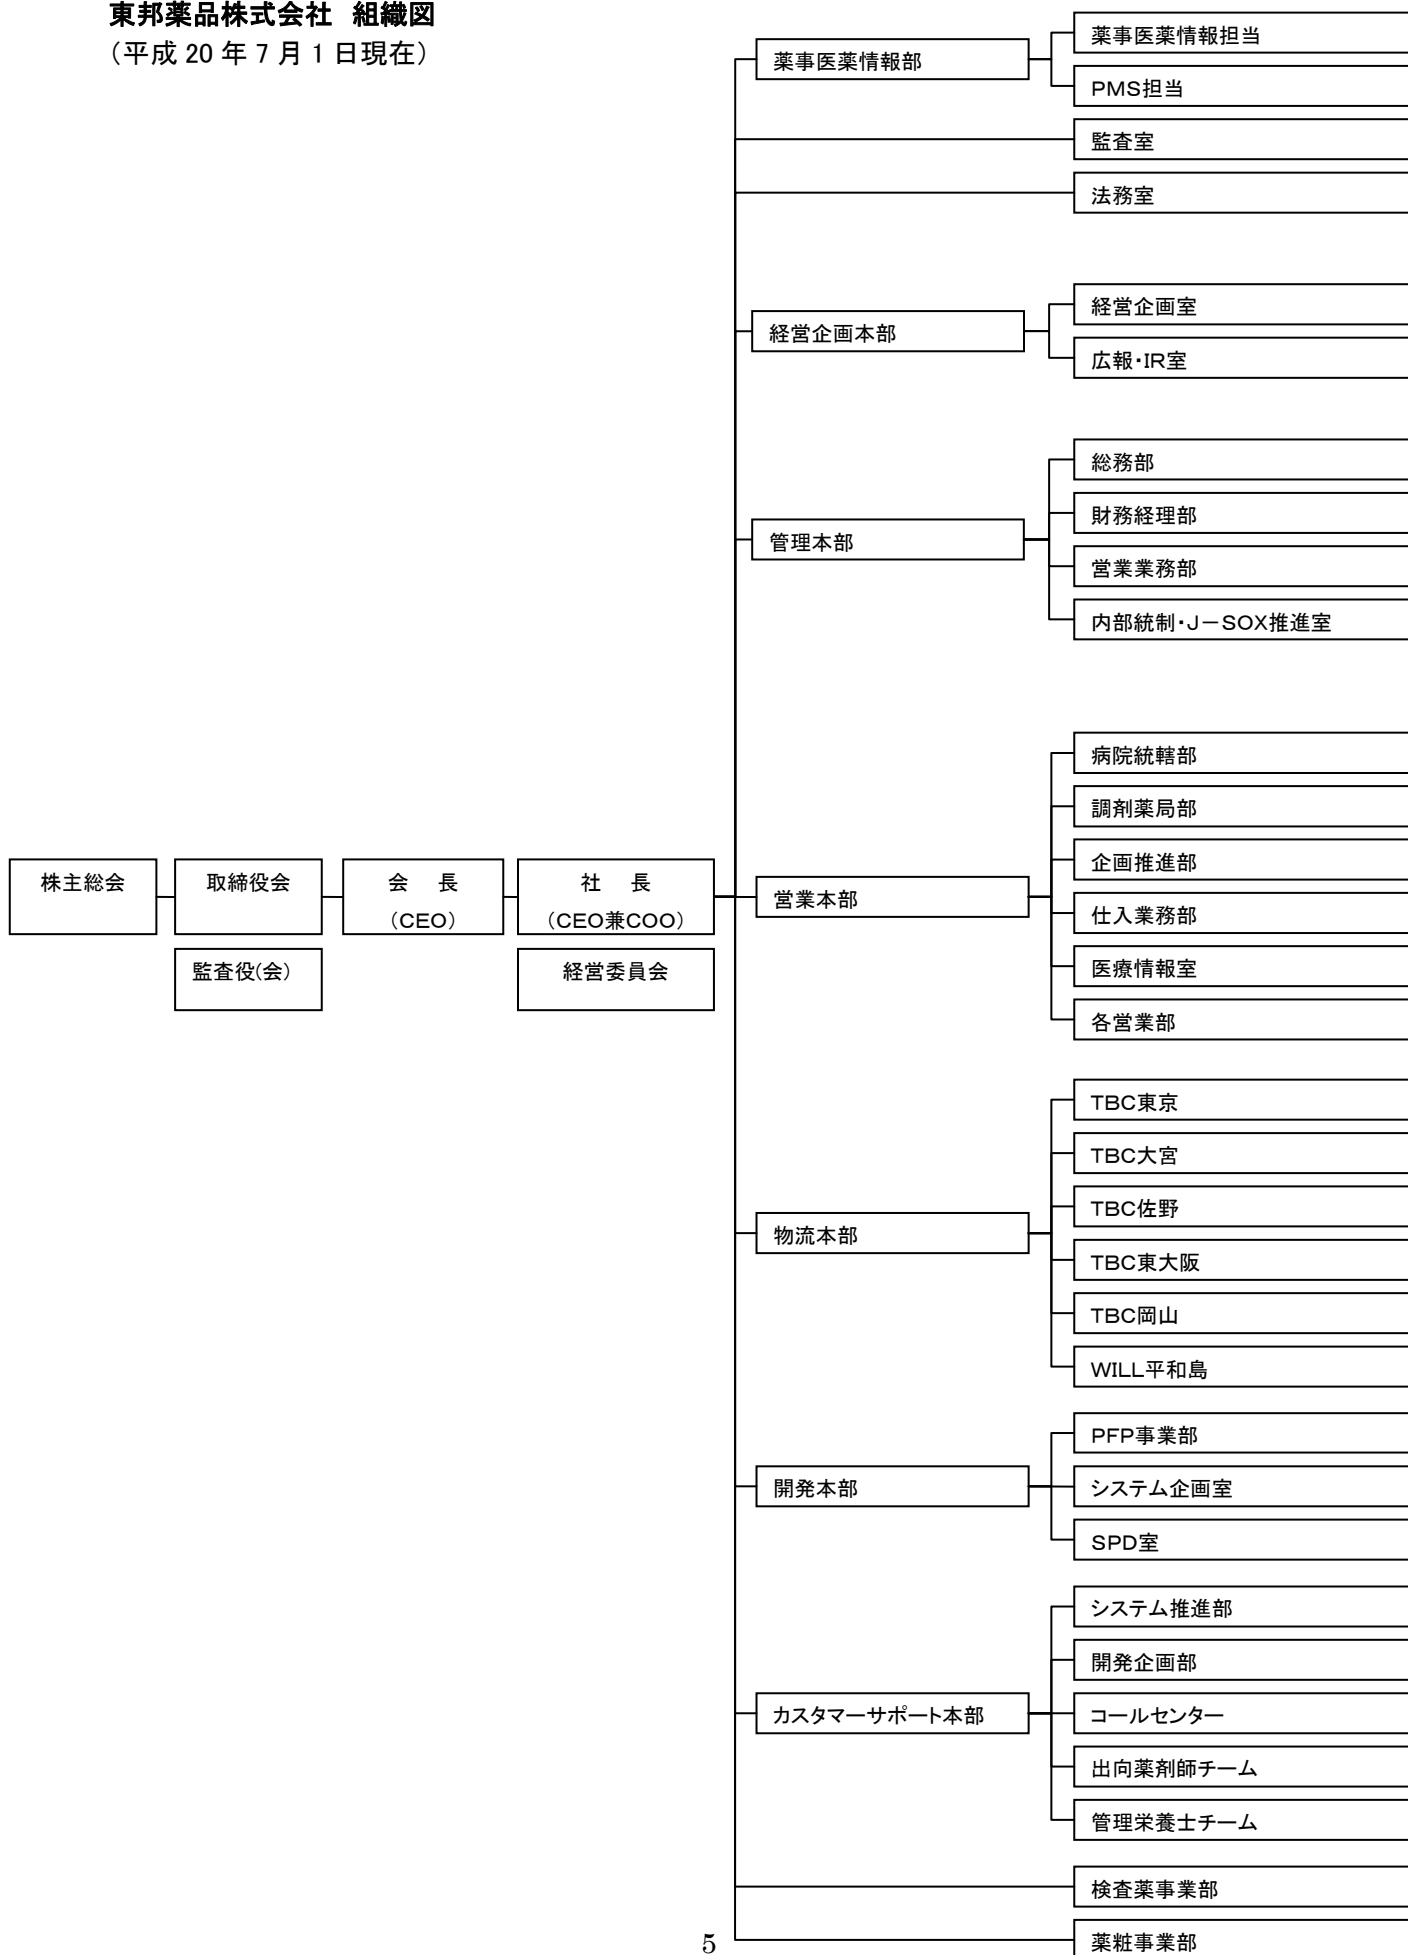 東邦薬品株式会社 組織図
（平成 20 年 7 月 1 日現在）
薬事医薬情報部
薬事医薬情報担当
PMS担当
監査室
法務室
経営企画本部
経営企画室
広報・IR室
管理本部
総務部
財務経理部
営業業務部
内部統制・J－SOX推進室
株主総会
取締役会
監査役(会)
会 長
（CEO）
社 長
（CEO兼COO）
経営委員会
営業本部
病院統轄部
調剤薬局部
企画推進部
仕入業務部
医療情報室
各営業部
物流本部
TBC東京
TBC大宮
TBC佐野
TBC東大阪
TBC岡山
WILL平和島
開発本部
PFP事業部
システム企画室
SPD室
カスタマーサポート本部
システム推進部
開発企画部
コールセンター
出向薬剤師チーム
管理栄養士チーム
検査薬事業部
薬粧事業部
5